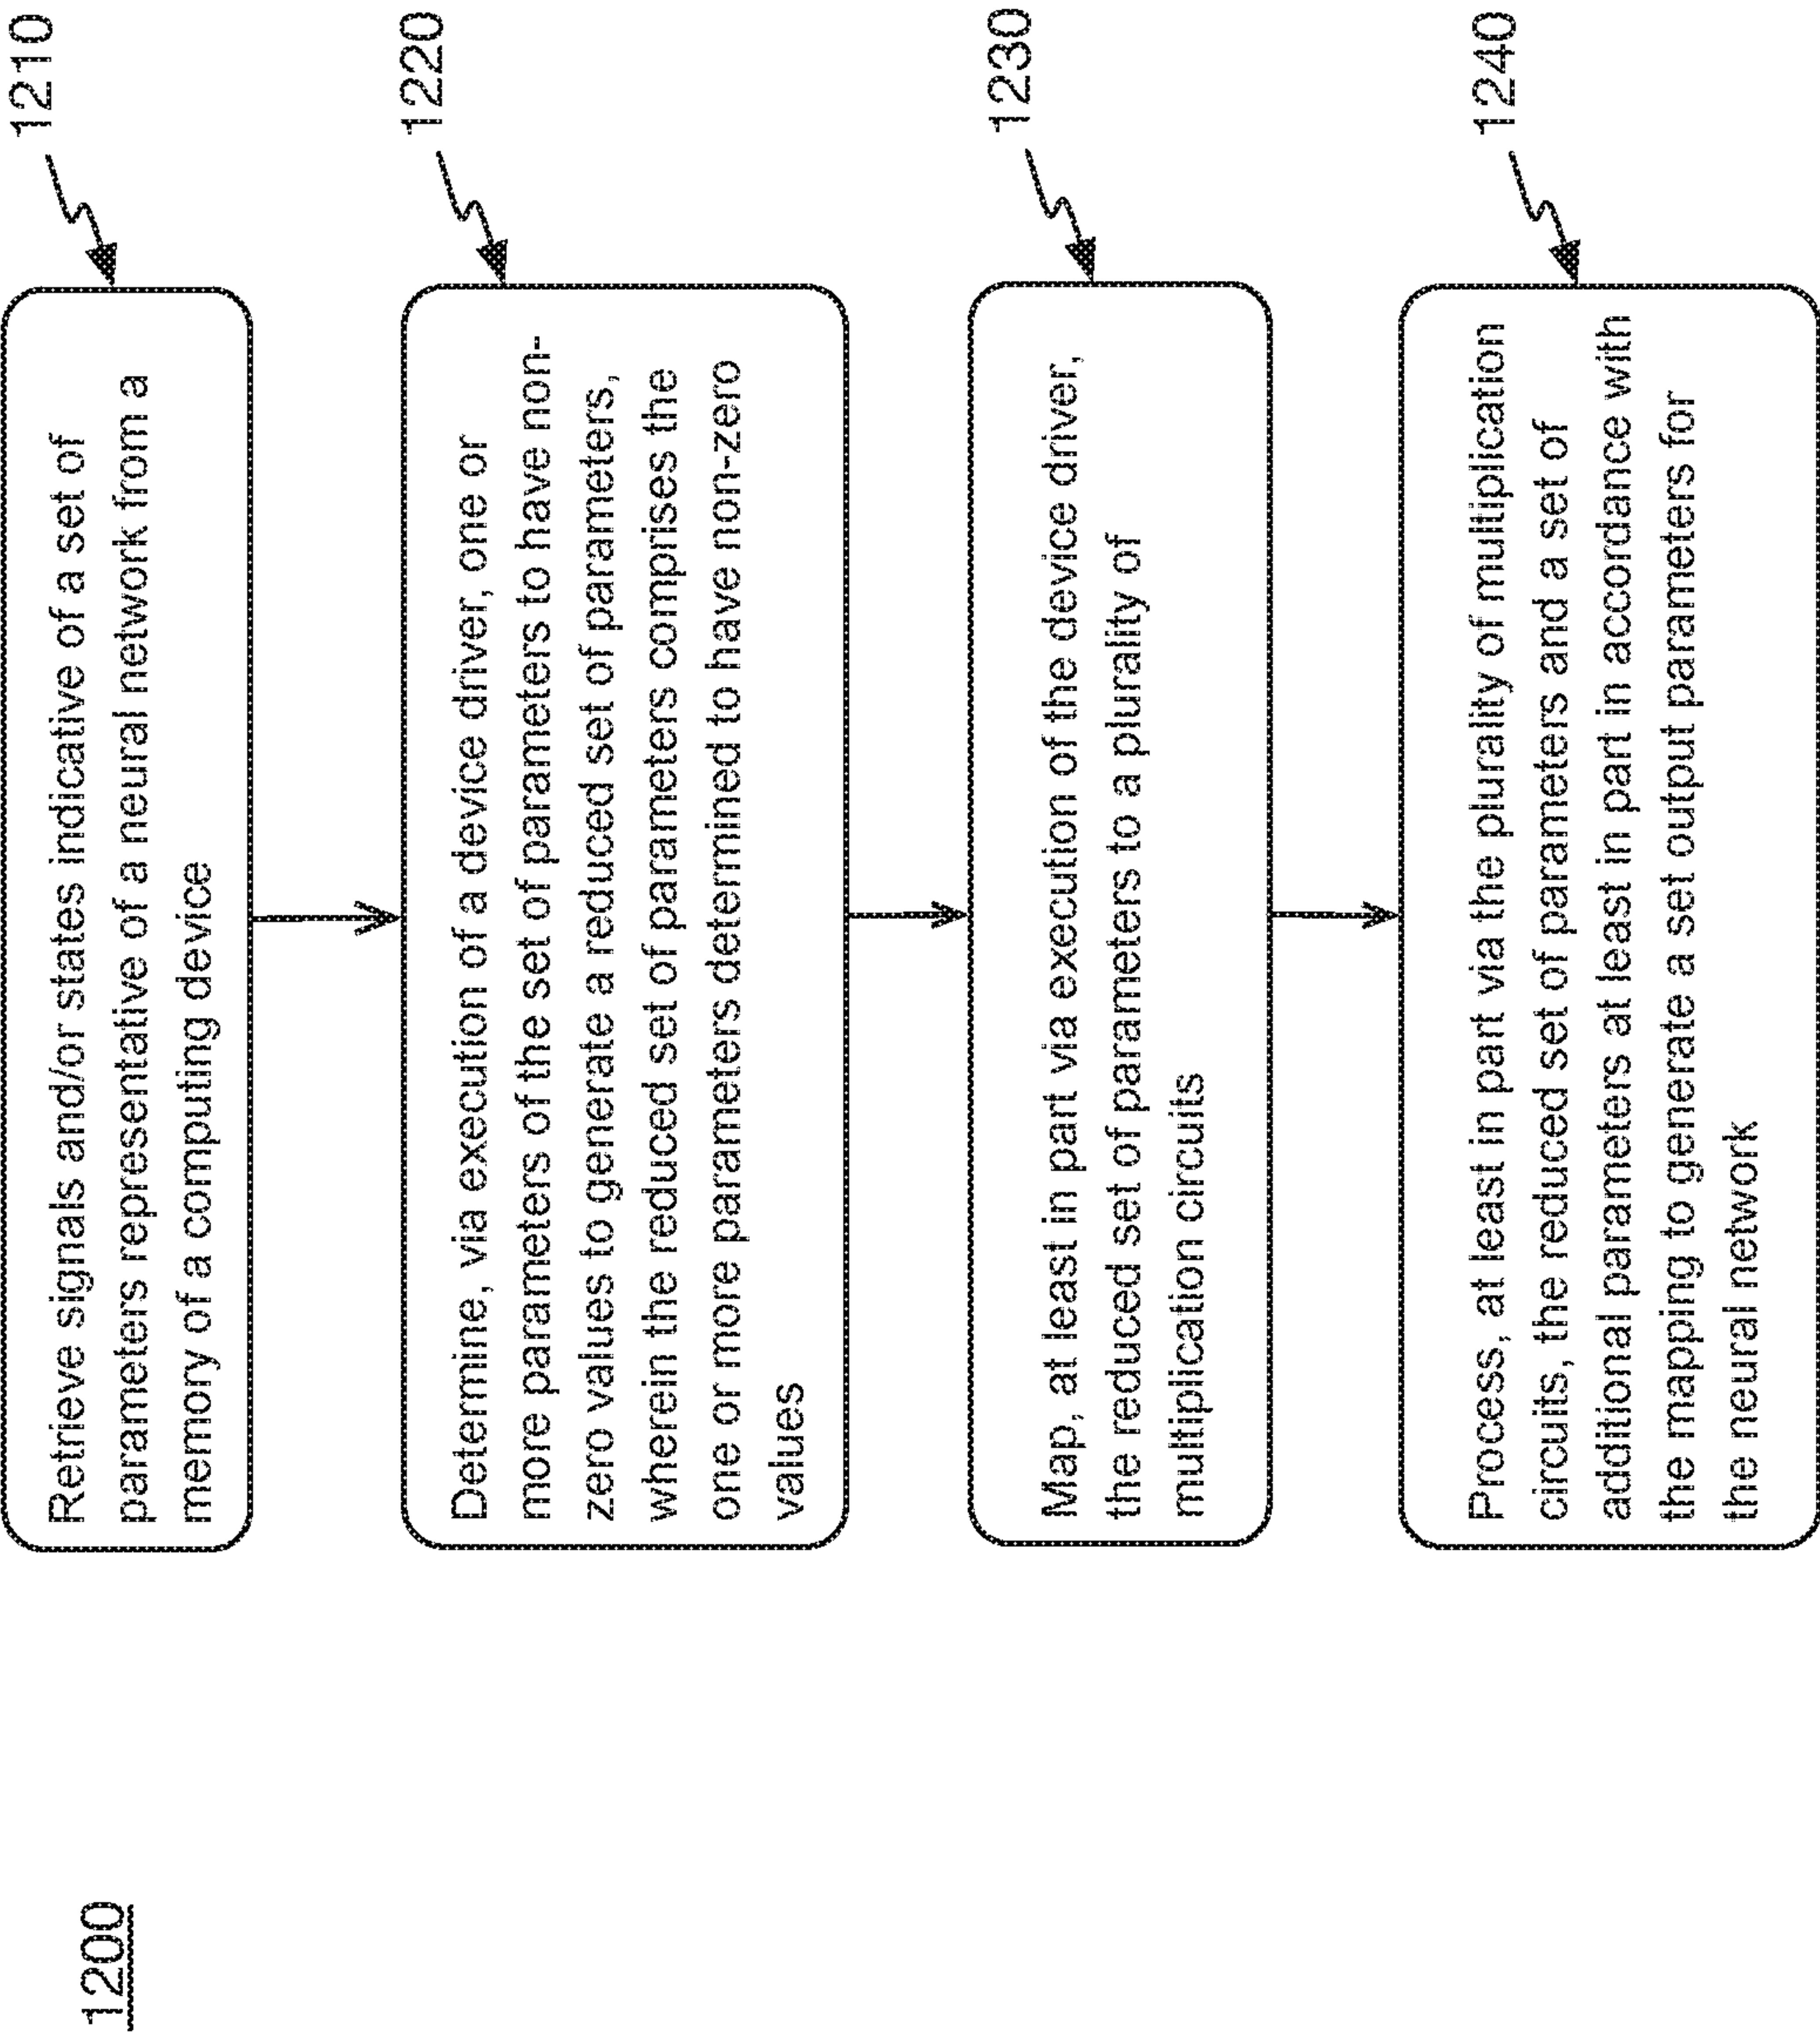 1200
1210
Retrieve signals and/or states indicative of a set of
parameters representative of a neural network from a
memory of a computing device
1220
Determine, via execution of a device driver, one or
more parameters of the set of parameters to have non-
zero values to generate a reduced set of parameters,
wherein the reduced set of parameters comprises the
one or more parameters determined to have non-zero
values
1230
Map, at least in part via execution of the device driver,
the reduced set of parameters to a plurality of
multiplication circuits
1240
Process, at least in part via the plurality of multiplication
circuits, the reduced set of parameters and a set of
additional parameters at least in part in accordance with
the mapping to generate a set output parameters for
the neural network